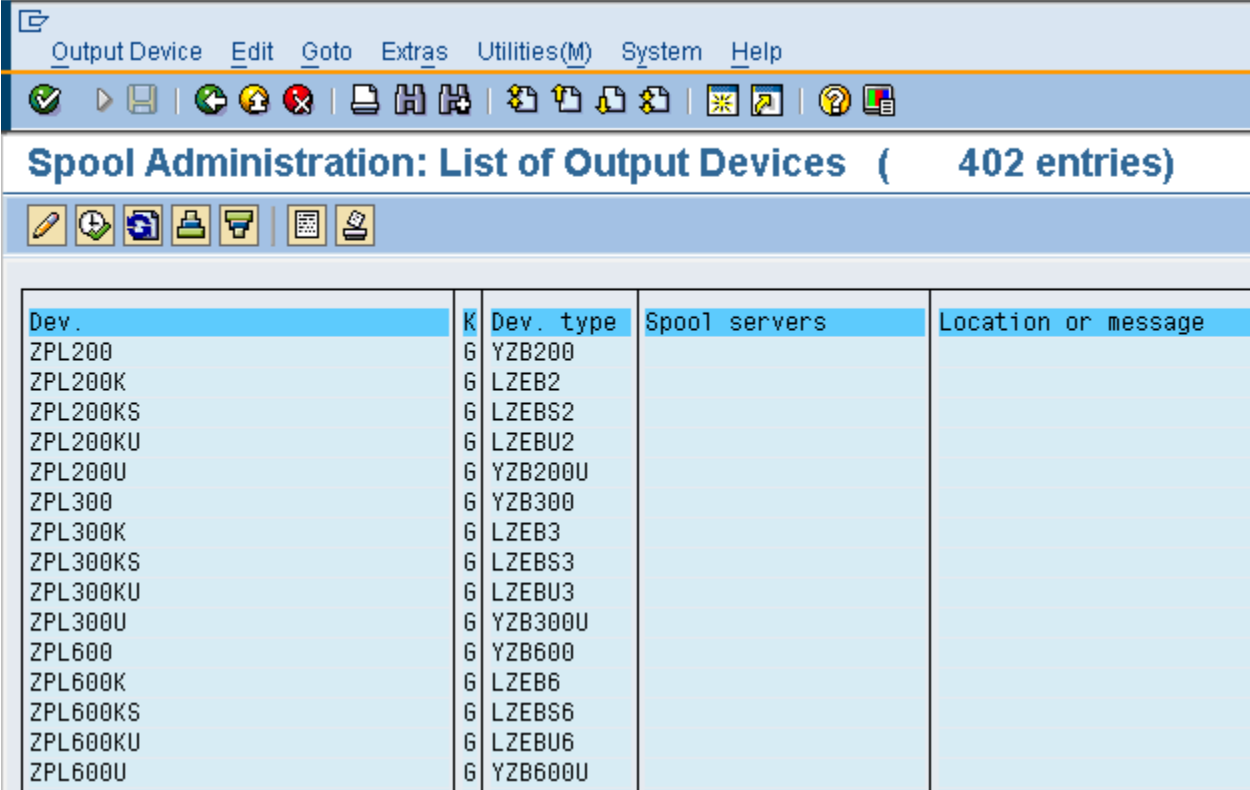 Output Device Edit Goto Extras Utilities(M) System Help
Spool Administration: List of Output Devices ( 402 entries)
Dev. K Dev. type Spool servers Location or message
ZPL200 G YZB200
ZPL200K G LZEB2
ZPL200KS G LZEBS2
ZPL200KU G LZEBU2
ZPL200U G YZB200U
ZPL300 G YZB300
ZPL300K G LZEB3
ZPL300KS G LZEBS3
ZPL300KU G LZEBU3
ZPL300U G YZB300U
ZPL600 G YZB600
ZPL600K G LZEB6
ZPL600KS G LZEBS6
ZPL600KU G LZEBU6
ZPL600U G YZB600U